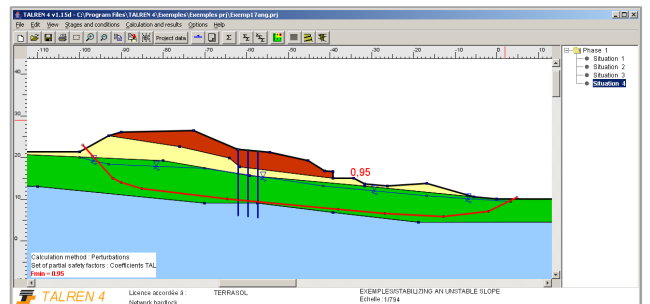 TALREN 4 v1.15d - C:\Program Files\TALREN 4\Exemples\Exemples prj\Exemp17ang.prj
File Edit View Stages and conditions Calculation and results Options Help
Project data
-110 -100 -90 -80 -70 -60 -50 -40 -30 -20 -10 0 10
40
30
20
10
0
0,95
Phase 1
Situation 1
Situation 2
Situation 3
Situation 4
Calculation method : Perturbations
Set of partial safety factors : Coefficients TAL
Fmin = 0.95
TALREN 4
Licence accordée à : TERRASOL
Network hardlock
EXEMPLES/STABILIZING AN UNSTABLE SLOPE
Echelle : 1/794